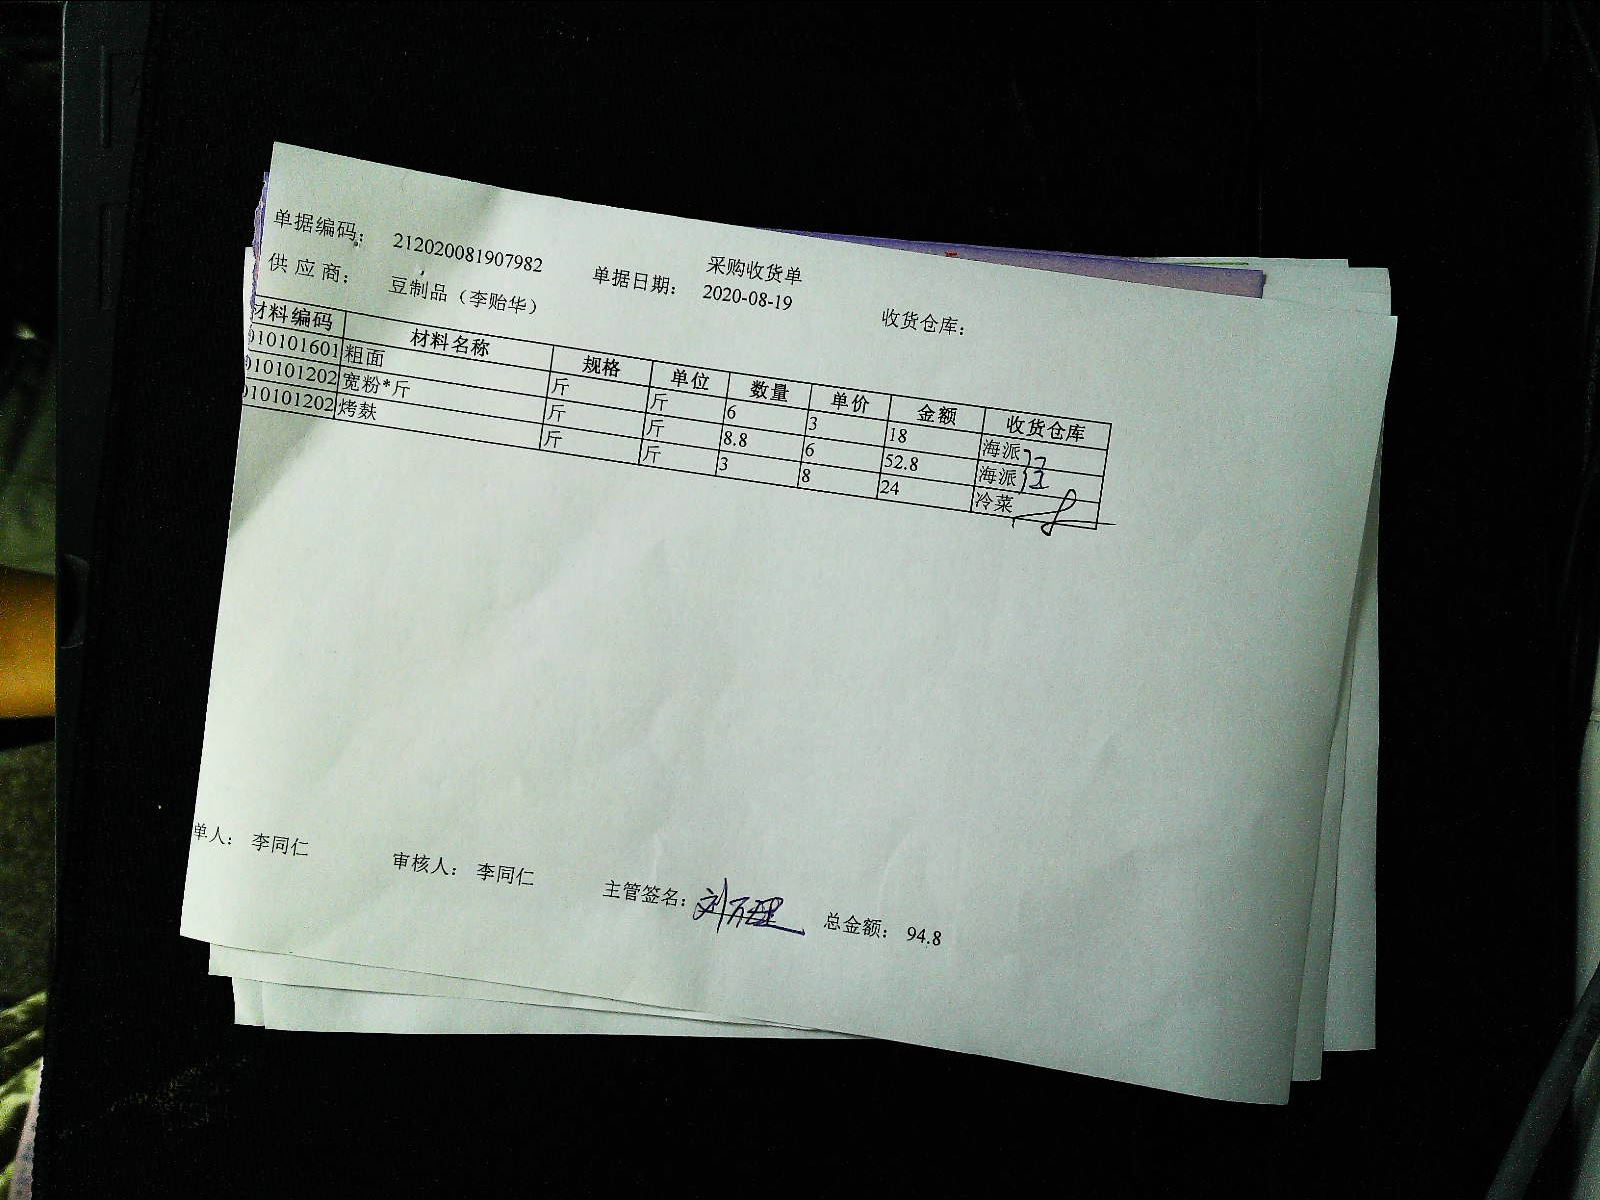 采购收货单
单据编码: 212020081907982 单据日期: 2020-08-19 收货仓库:
供应商: 豆制品（李贻华）
材料编码 材料名称 规格 单位 数量 单价 金额 收货仓库
010101601 粗面 斤 斤 6 3 18 海派
010101202 宽粉*斤 斤 斤 8.8 6 52.8 海派
010101202 烤麸 斤 斤 3 8 24 冷菜
单人: 李同仁 审核人: 李同仁 主管签名: 总金额: 94.8